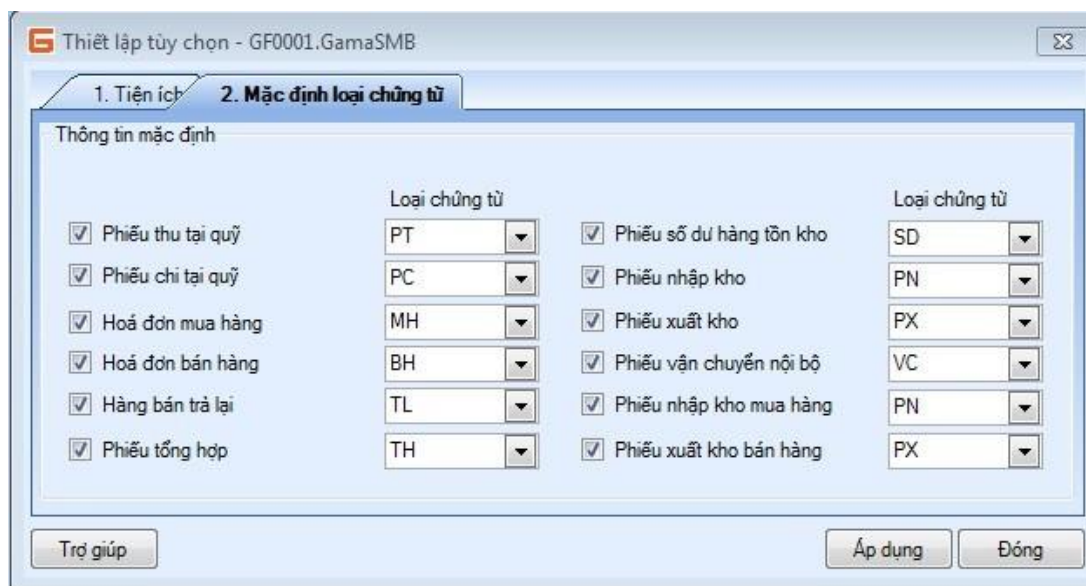 Thiết lập tùy chọn - GF0001.GamaSMB
1. Tiện ích 2. Mặc định loại chứng từ
Thông tin mặc định
Loại chứng từ Loại chứng từ
Phiếu thu tại quỹ PT Phiếu số dư hàng tồn kho SD
Phiếu chi tại quỹ PC Phiếu nhập kho PN
Hoá đơn mua hàng MH Phiếu xuất kho PX
Hoá đơn bán hàng BH Phiếu vận chuyển nội bộ VC
Hàng bán trả lại TL Phiếu nhập kho mua hàng PN
Phiếu tổng hợp TH Phiếu xuất kho bán hàng PX
Trợ giúp Áp dụng Đóng